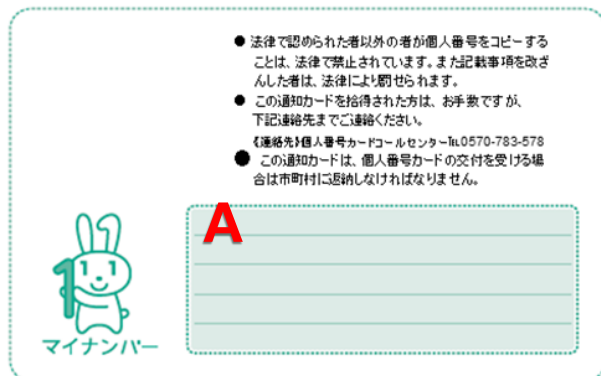 ● 法律で認められた者以外の者が個人番号をコピーする
ことは、法律で禁止されています。また記載事項を改ざ
んした者は、法律により罰せられます。
● この通知カードを拾得された方は、お手数ですが、
下記連絡先までご連絡ください。
《連絡先》個人番号カードコールセンター℡0570-783-578
● この通知カードは、個人番号カードの交付を受ける場
合は市町村に返納しなければなりません。
A
1
マイナンバー